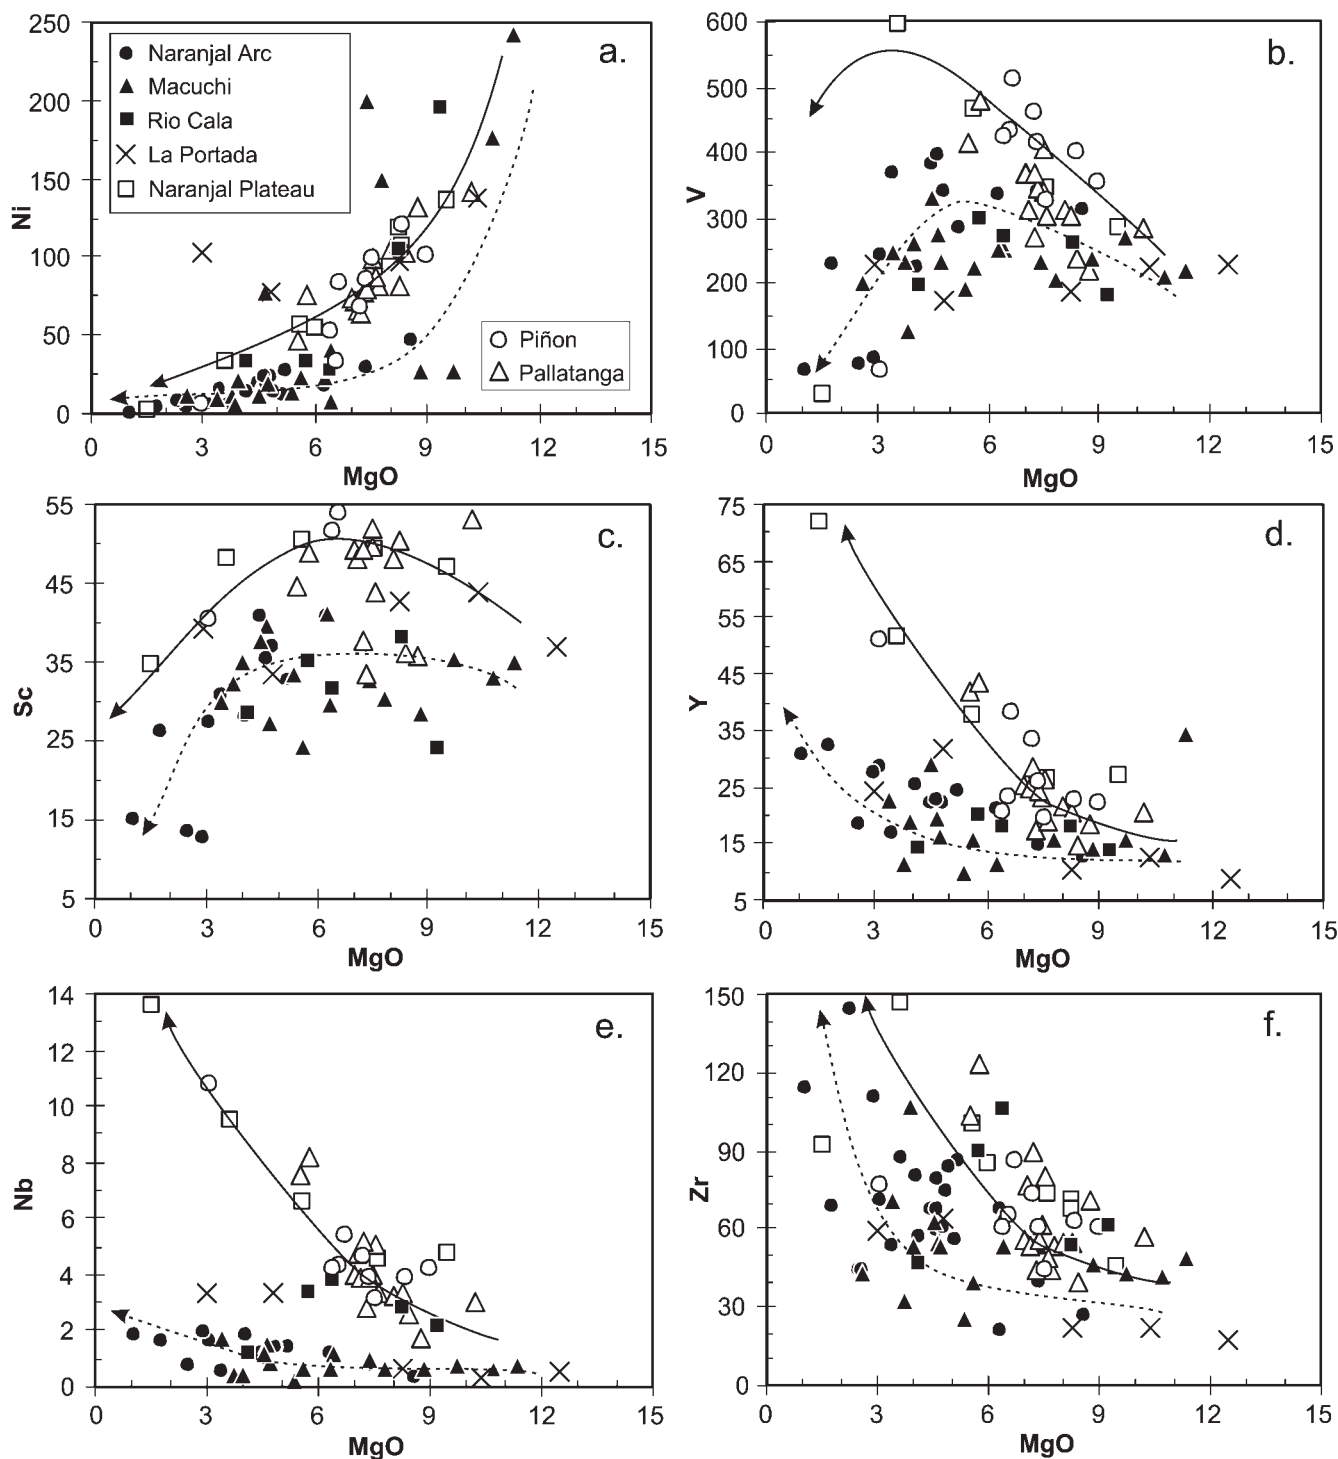 250
200
150
100
50
0
Ni
Naranjal Arc
Macuchi
Rio Cala
La Portada
Naranjal Plateau
a.
Piñon
Pallatanga
0 3 6 9 12 15
MgO
600
500
400
300
200
100
0
V
b.
0 3 6 9 12 15
MgO
55
45
35
25
15
5
Sc
c.
0 3 6 9 12 15
MgO
75
65
55
45
35
25
15
5
Y
d.
0 3 6 9 12 15
MgO
14
12
10
8
6
4
2
0
Nb
e.
0 3 6 9 12 15
MgO
150
120
90
60
30
0
Zr
f.
0 3 6 9 12 15
MgO